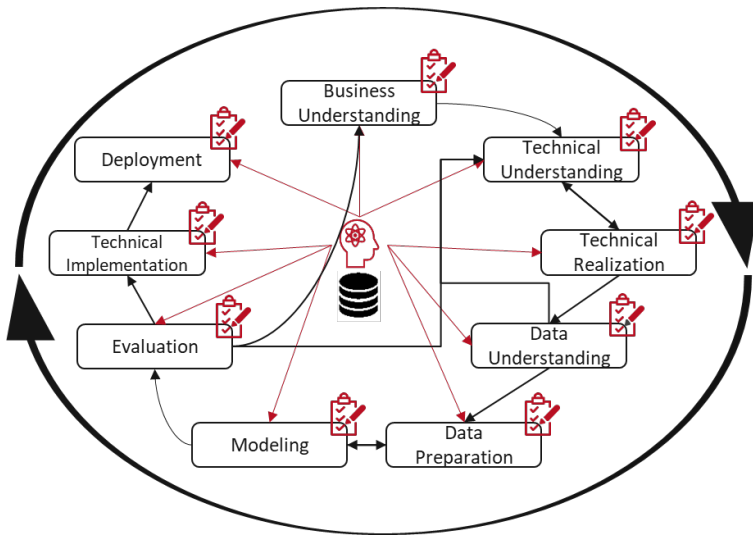 Business
Understanding
Technical
Understanding
Technical
Realization
Data
Understanding
Data
Preparation
Modeling
Evaluation
Technical
Implementation
Deployment